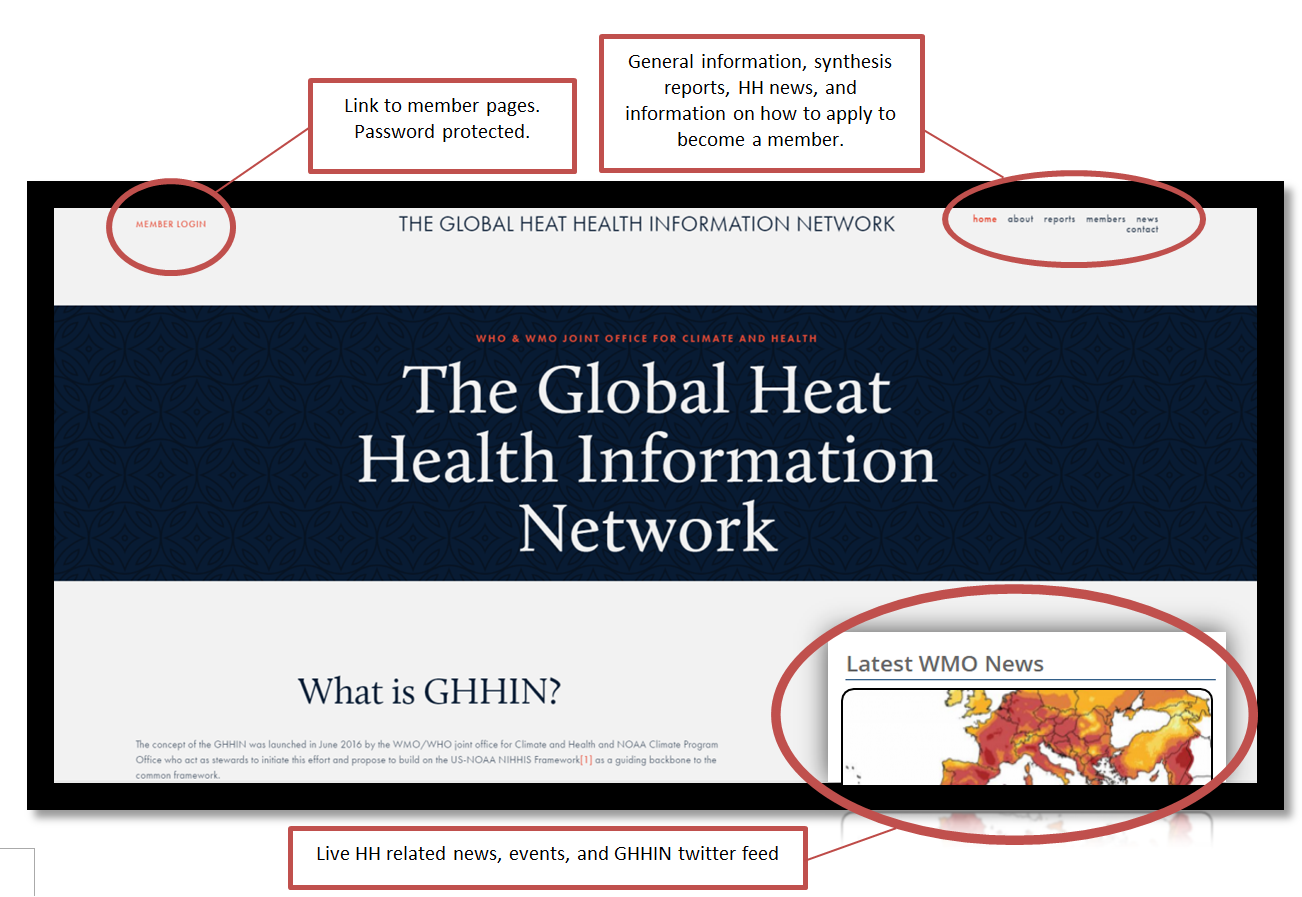 General information, synthesis
reports, HH news, and
information on how to apply to
become a member.
Link to member pages.
Password protected.
MEMBER LOGIN
THE GLOBAL HEAT HEALTH INFORMATION NETWORK
home about reports members news
contact
WHO & WMO JOINT OFFICE FOR CLIMATE AND HEALTH
The Global Heat
Health Information
Network
What is GHHIN?
Latest WMO News
The concept of the GHHIN was launched in June 2016 by the WMO/WHO joint office for Climate and Health and NOAA Climate Program
Office who act as stewards to initiate this effort and propose to build on the US-NOAA NIHHIS Framework[1] as a guiding backbone to the
common framework.
Live HH related news, events, and GHHIN twitter feed